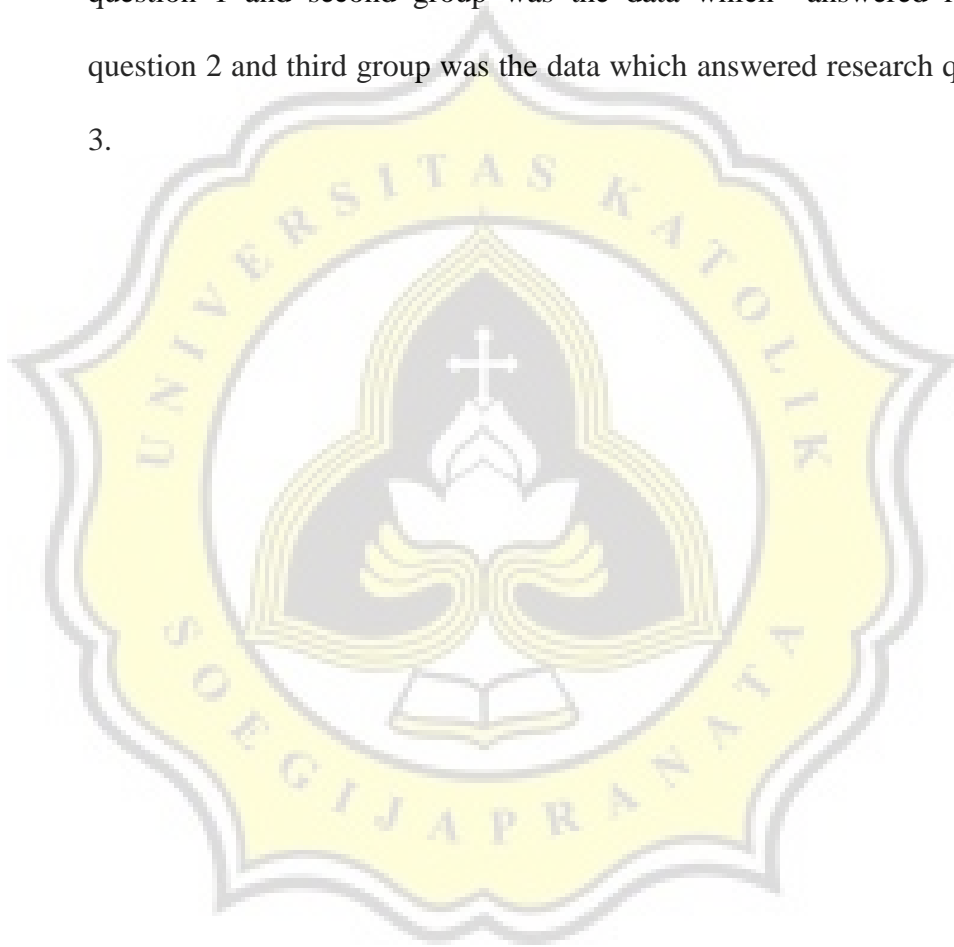 question 1 and second group was the data which answered
question 2 and third group was the data which answered research
3.
UNIVERSITAS KATOLIK
SOEGIJAPRANATA